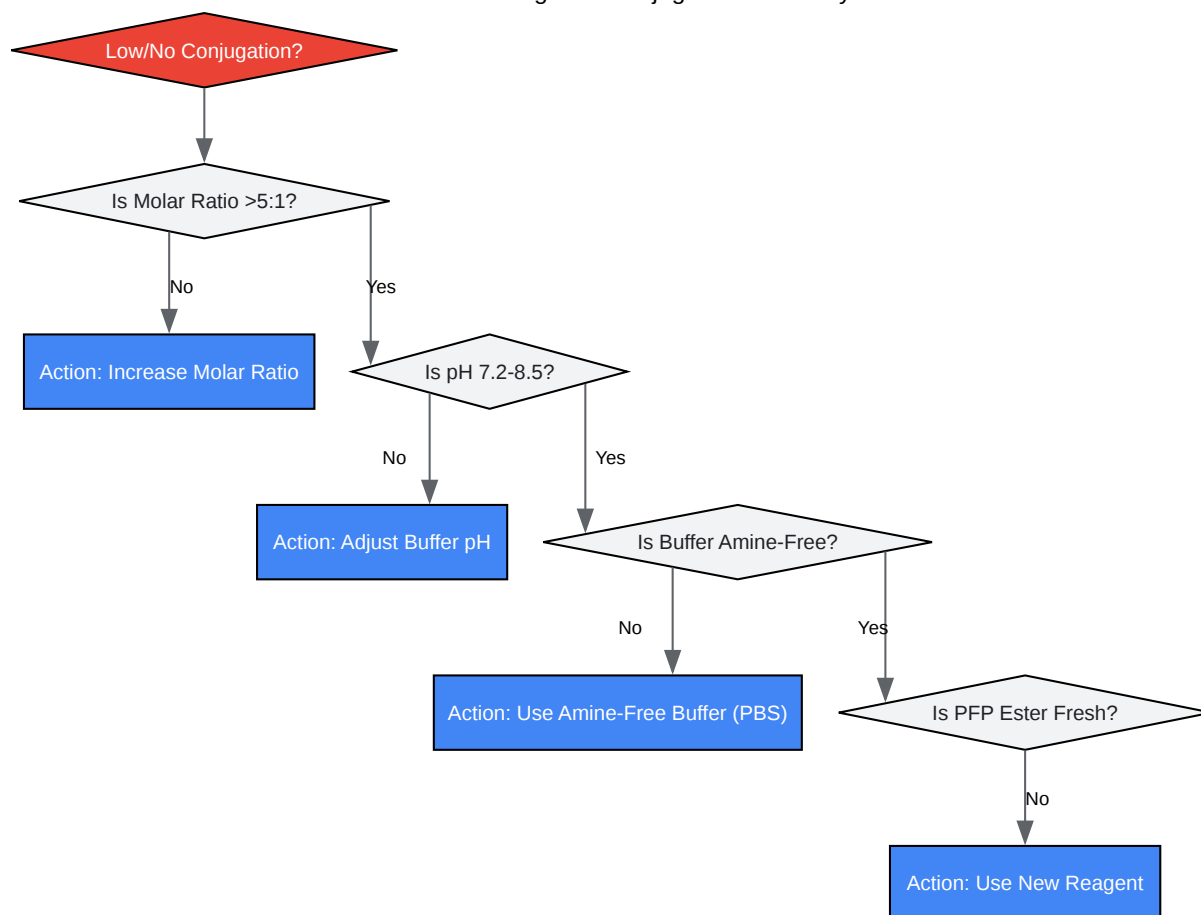 Low/No Conjugation?
Is Molar Ratio >5:1?
No
Yes
Action: Increase Molar Ratio
Is pH 7.2-8.5?
No
Yes
Action: Adjust Buffer pH
Is Buffer Amine-Free?
No
Yes
Action: Use Amine-Free Buffer (PBS)
Is PFP Ester Fresh?
No
Action: Use New Reagent